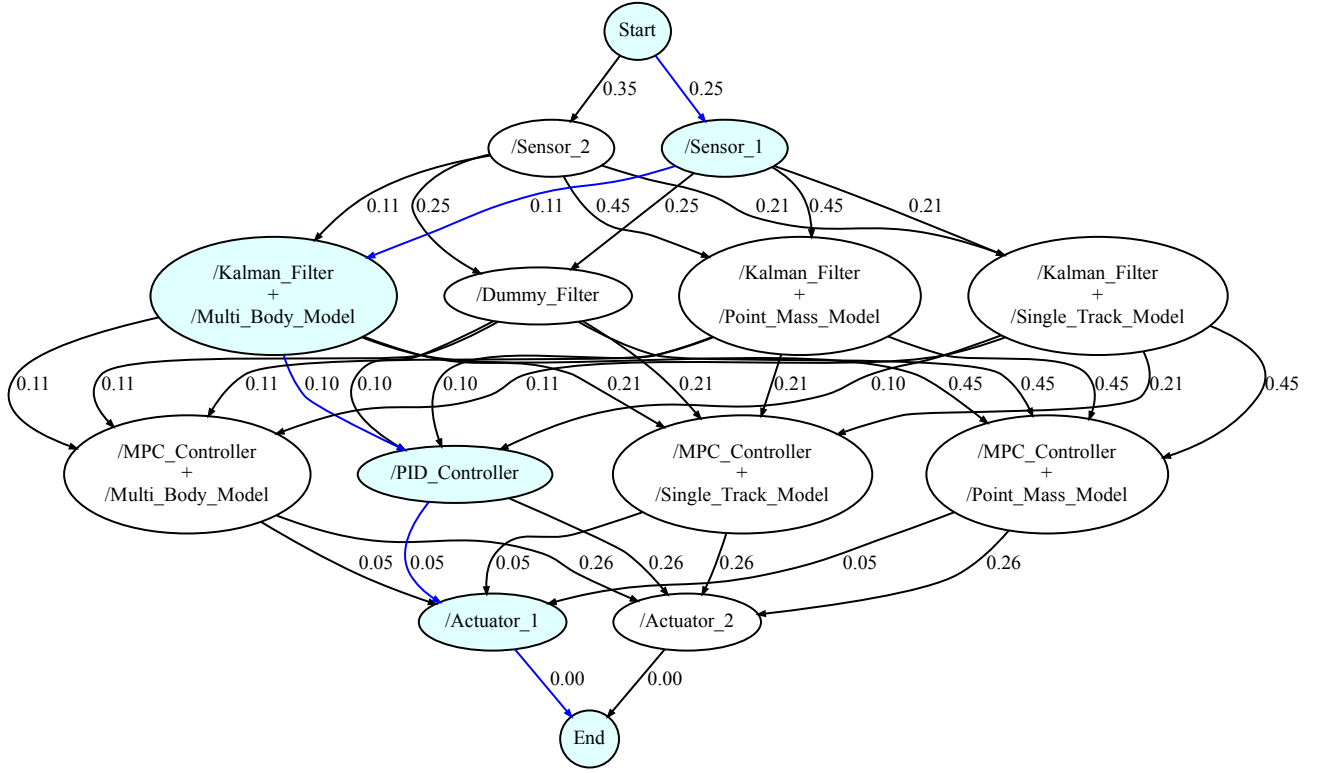 Start
0.35
0.25
/Sensor_2
/Sensor_1
0.11
0.25
0.11
0.45
0.25
0.21
0.45
0.21
/Kalman_Filter
+
/Multi_Body_Model
/Dummy_Filter
/Kalman_Filter
+
/Point_Mass_Model
/Kalman_Filter
+
/Single_Track_Model
0.11
0.11
0.11
0.10
0.10
0.10
0.11
0.21
0.21
0.21
0.10
0.45
0.45
0.45
0.21
0.45
/MPC_Controller
+
/Multi_Body_Model
/PID_Controller
/MPC_Controller
+
/Single_Track_Model
/MPC_Controller
+
/Point_Mass_Model
0.05
0.05
0.05
0.26
0.26
0.26
0.05
0.26
/Actuator_1
/Actuator_2
0.00
0.00
End